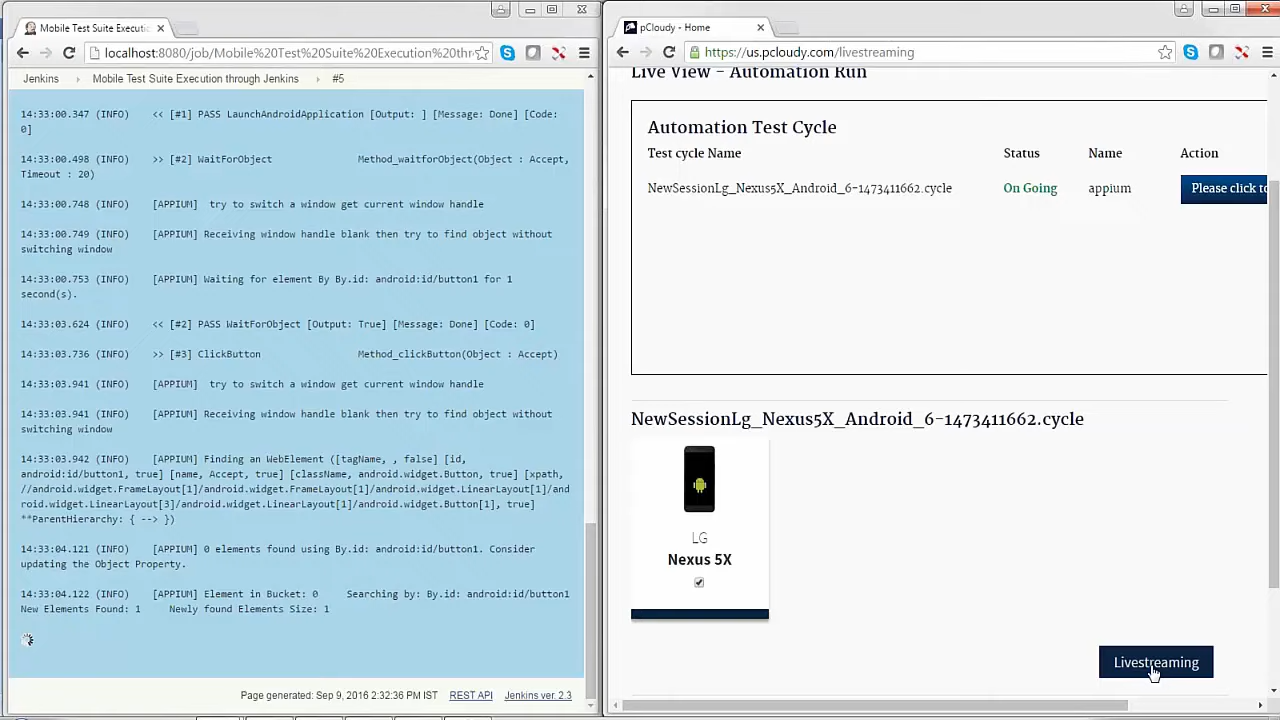 Mobile Test Suite Executi
localhost:8080/job/Mobile%20Test%20Suite%20Execution%20thr
Jenkins
Mobile Test Suite Execution through Jenkins
#5
14:33:00.347 (INFO) << [#1] PASS LaunchAndroidApplication [Output: ] [Message: Done] [Code:
0]
14:33:00.498 (INFO) >> [#2] WaitForObject Method_waitforObject(Object : Accept,
Timeout : 20)
14:33:00.748 (INFO) [APPIUM] try to switch a window get current window handle
14:33:00.749 (INFO) [APPIUM] Receiving window handle blank then try to find object without
switching window
14:33:00.753 (INFO) [APPIUM] Waiting for element By By.id: android:id/button1 for 1
second(s).
14:33:03.624 (INFO) << [#2] PASS WaitForObject [Output: True] [Message: Done] [Code: 0]
14:33:03.736 (INFO) >> [#3] ClickButton Method_clickButton(Object : Accept)
14:33:03.941 (INFO) [APPIUM] try to switch a window get current window handle
14:33:03.941 (INFO) [APPIUM] Receiving window handle blank then try to find object without
switching window
14:33:03.942 (INFO) [APPIUM] Finding an WebElement ([tagName, , false] [id,
android:id/button1, true] [name, Accept, true] [className, android.widget.Button, true] [xpath,
//android.widget.FrameLayout[1]/android.widget.FrameLayout[1]/android.widget.LinearLayout[1]/and
roid.widget.LinearLayout[3]/android.widget.LinearLayout[1]/android.widget.Button[1], true]
**ParentHierarchy: { --> })
14:33:04.121 (INFO) [APPIUM] 0 elements found using By.id: android:id/button1. Consider
updating the Object Property.
14:33:04.122 (INFO) [APPIUM] Element in Bucket: 0 Searching by: By.id: android:id/button1
New Elements Found: 1 Newly found Elements Size: 1
Page generated: Sep 9, 2016 2:32:36 PM IST REST API Jenkins ver. 2.3
pCloudy - Home
https://us.pcloudy.com/livestreaming
Live View - Automation Run
Automation Test Cycle
Test cycle Name Status Name Action
NewSessionLg_Nexus5X_Android_6-1473411662.cycle On Going appium Please click to
NewSessionLg_Nexus5X_Android_6-1473411662.cycle
LG
Nexus 5X
Livestreaming